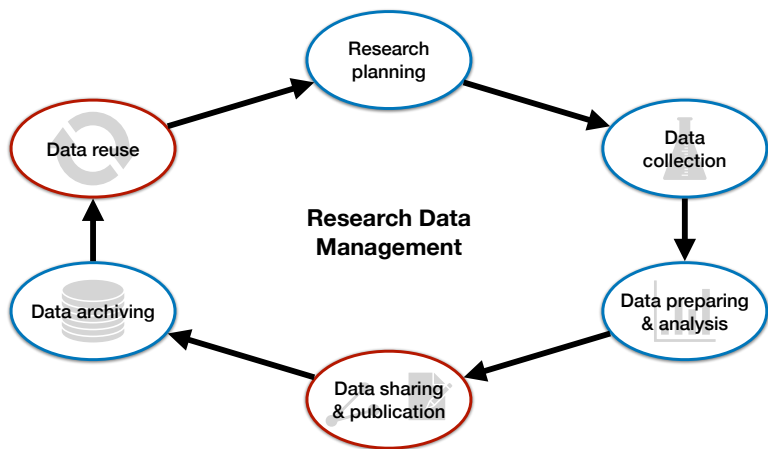 Research
planning
Data
collection
Data preparing
& analysis
Data sharing
& publication
Data archiving
Data reuse
Research Data
Management